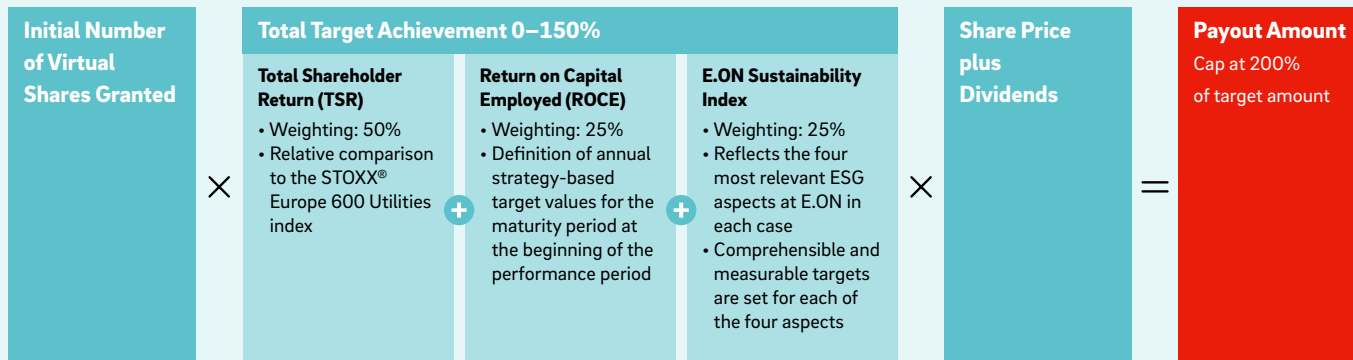 Initial Number
of Virtual
Shares Granted
×
Total Target Achievement 0–150%
Total Shareholder
Return (TSR)
• Weighting: 50%
• Relative comparison
to the STOXX®
Europe 600 Utilities
index
+
Return on Capital
Employed (ROCE)
• Weighting: 25%
• Definition of annual
strategy-based
target values for the
maturity period at
the beginning of the
performance period
+
E.ON Sustainability
Index
• Weighting: 25%
• Reflects the four
most relevant ESG
aspects at E.ON in
each case
• Comprehensible and
measurable targets
are set for each of
the four aspects
×
Share Price
plus
Dividends
=
Payout Amount
Cap at 200%
of target amount